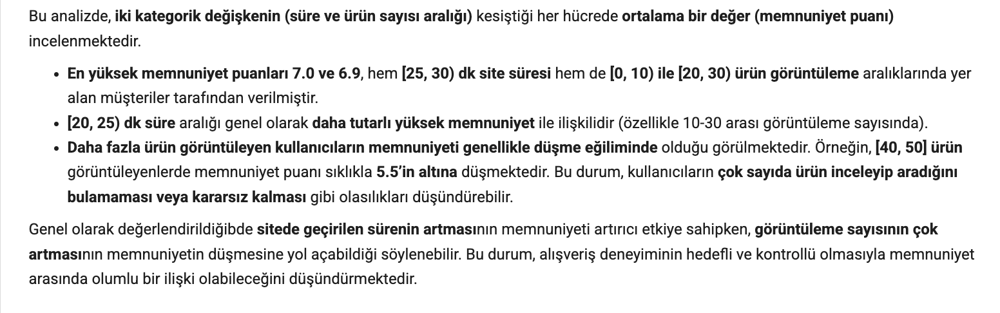 Bu analizde, iki kategorik değişkenin (süre ve ürün sayısı aralığı) kesiştiği her hücrede ortalama bir değer (memnuniyet puanı)
incelenmektedir.
• En yüksek memnuniyet puanları 7.0 ve 6.9, hem [25, 30) dk site süresi hem de [0, 10) ile [20, 30) ürün görüntüleme aralıklarında yer
alan müşteriler tarafından verilmiştir.
• [20, 25) dk süre aralığı genel olarak daha tutarlı yüksek memnuniyet ile ilişkilidir (özellikle 10-30 arası görüntüleme sayısında).
• Daha fazla ürün görüntüleyen kullanıcıların memnuniyeti genellikle düşme eğiliminde olduğu görülmektedir. Örneğin, [40, 50] ürün
görüntüleyenlerde memnuniyet puanı sıklıkla 5.5’in altına düşmektedir. Bu durum, kullanıcıların çok sayıda ürün inceleyip aradığını
bulamaması veya kararsız kalması gibi olasılıkları düşündürebilir.
Genel olarak değerlendirildiğibde sitede geçirilen sürenin artmasının memnuniyeti artırıcı etkiye sahipken, görüntüleme sayısının çok
artmasının memnuniyetin düşmesine yol açabildiği söylenebilir. Bu durum, alışveriş deneyiminin hedefli ve kontrollü olmasıyla memnuniyet
arasında olumlu bir ilişki olabileceğini düşündürmektedir.